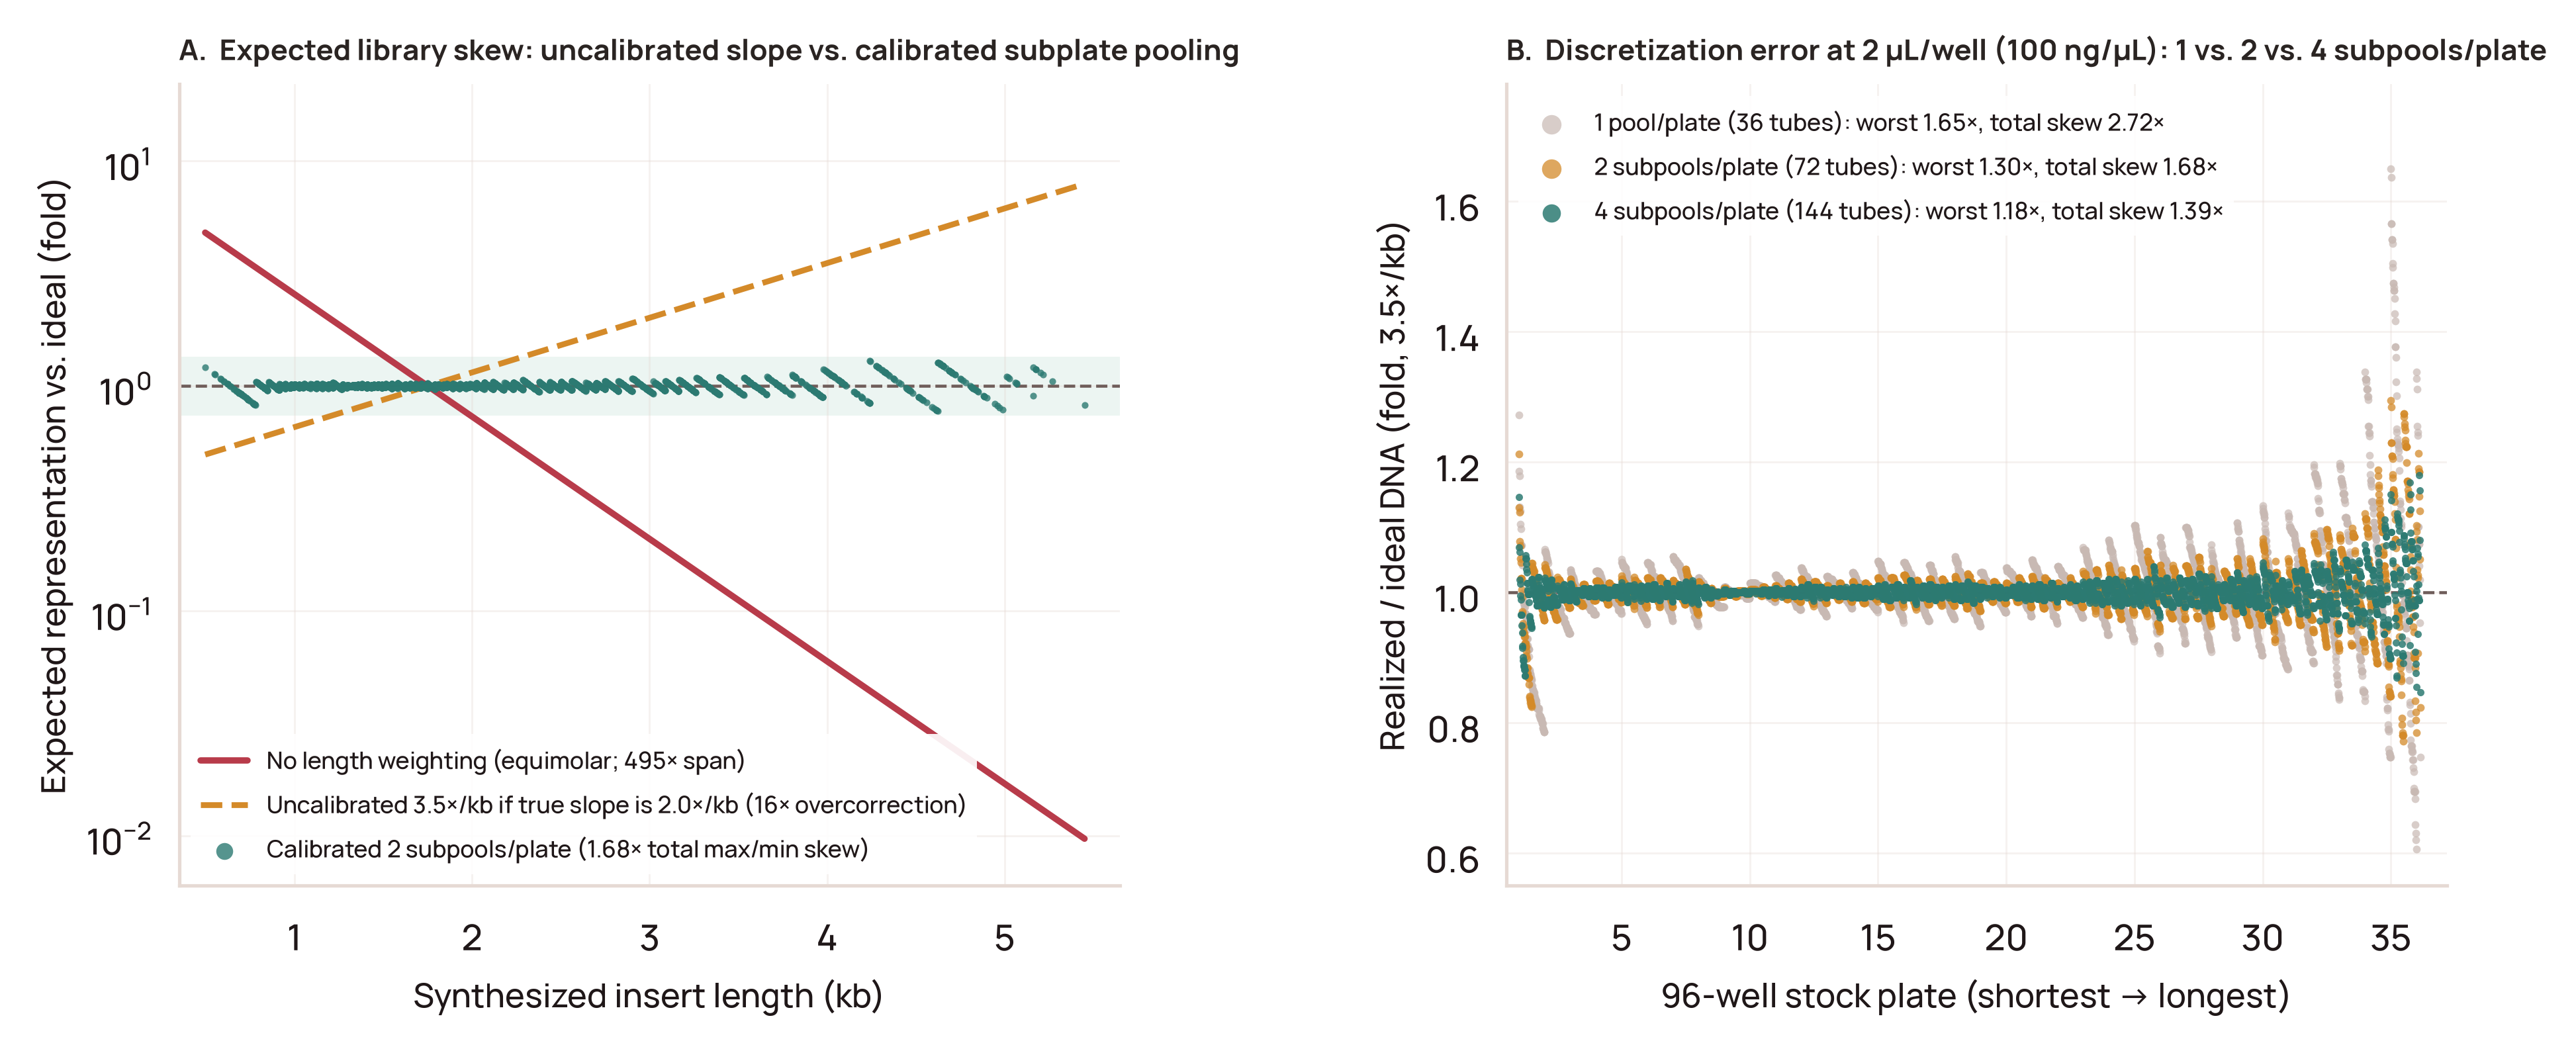 A. Expected library skew: uncalibrated slope vs. calibrated subplate pooling
Expected representation vs. ideal (fold)
10¹
10⁰
10⁻¹
10⁻²
No length weighting (equimolar; 495× span)
Uncalibrated 3.5×/kb if true slope is 2.0×/kb (16× overcorrection)
Calibrated 2 subpools/plate (1.68× total max/min skew)
1 2 3 4 5
Synthesized insert length (kb)
B. Discretization error at 2 µL/well (100 ng/µL): 1 vs. 2 vs. 4 subpools/plate
1 pool/plate (36 tubes): worst 1.65×, total skew 2.72×
2 subpools/plate (72 tubes): worst 1.30×, total skew 1.68×
4 subpools/plate (144 tubes): worst 1.18×, total skew 1.39×
Realized / ideal DNA (fold, 3.5×/kb)
1.6
1.4
1.2
1.0
0.8
0.6
5 10 15 20 25 30 35
96-well stock plate (shortest → longest)